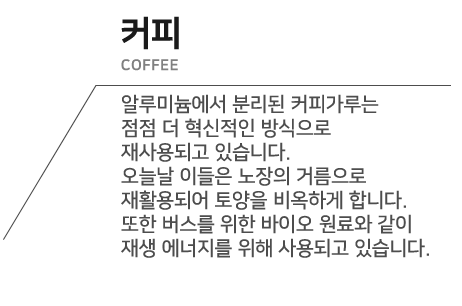 커피
COFFEE
알루미늄에서 분리된 커피가루는
점점 더 혁신적인 방식으로
재사용되고 있습니다.
오늘날 이들은 노장의 거름으로
재활용되어 토양을 비옥하게 합니다.
또한 버스를 위한 바이오 원료와 같이
재생 에너지를 위해 사용되고 있습니다.